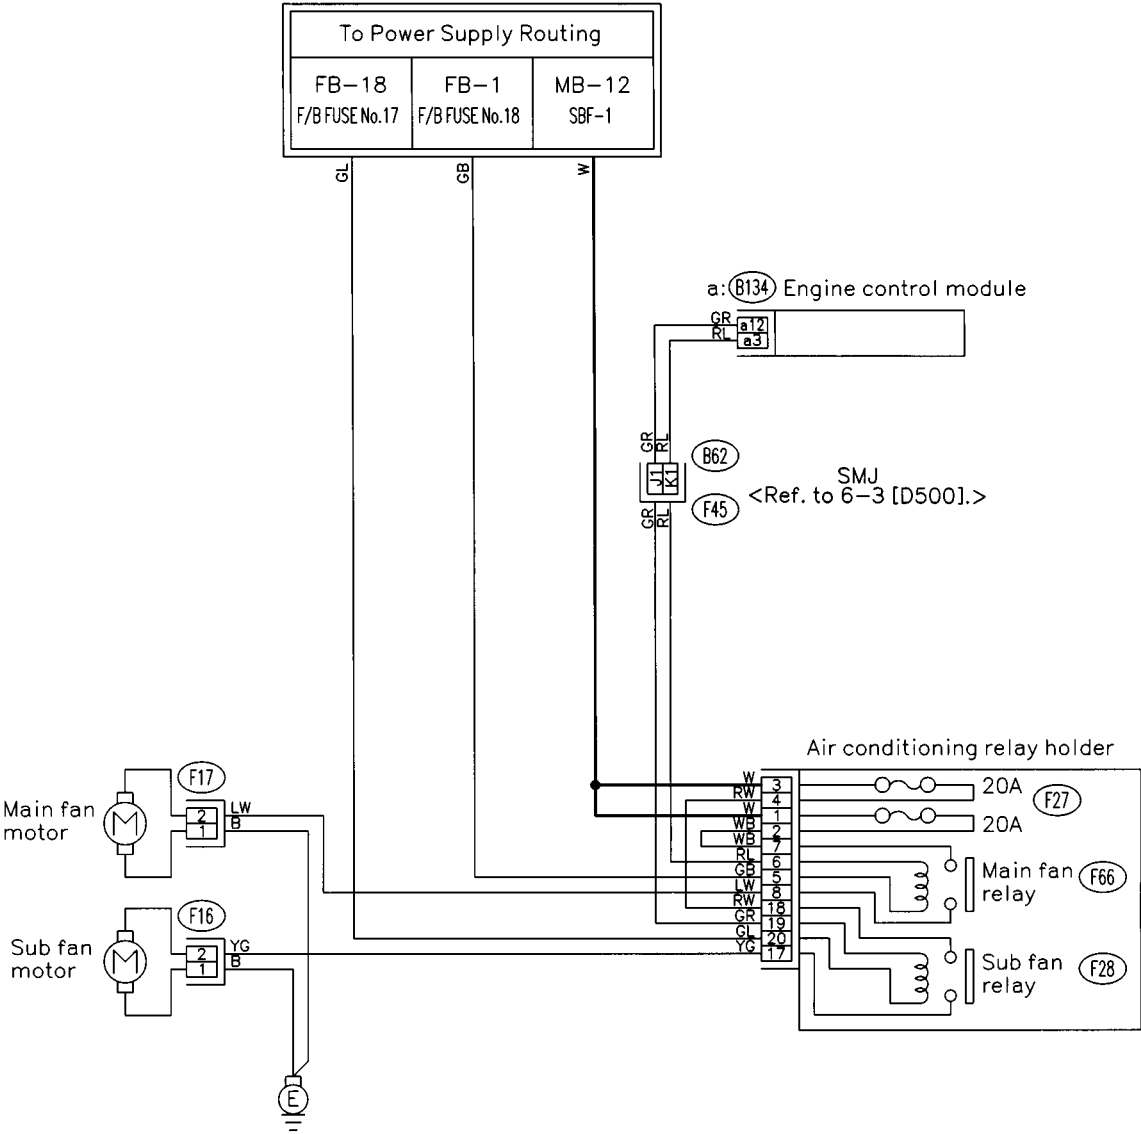 To Power Supply Routing
FB-18 FB-1 MB-12
F/B FUSE No.17 F/B FUSE No.18 SBF-1
GL GB W
a: B134 Engine control module
GR a12
RL a3
GR RL
B62
J1 K1
SMJ
<Ref. to 6-3 [D500].>
F45
GR RL
Air conditioning relay holder
F17
Main fan
motor
M
2 LW
1 B
F16
Sub fan
motor
M
2 YG
1 B
E
W 3
RW 4
W 1
WB 2
WB 7
RL 6
GB 5
LW 8
RW 18
GR 19
GL 20
YG 17
20A
F27
20A
Main fan
relay
F66
Sub fan
relay
F28